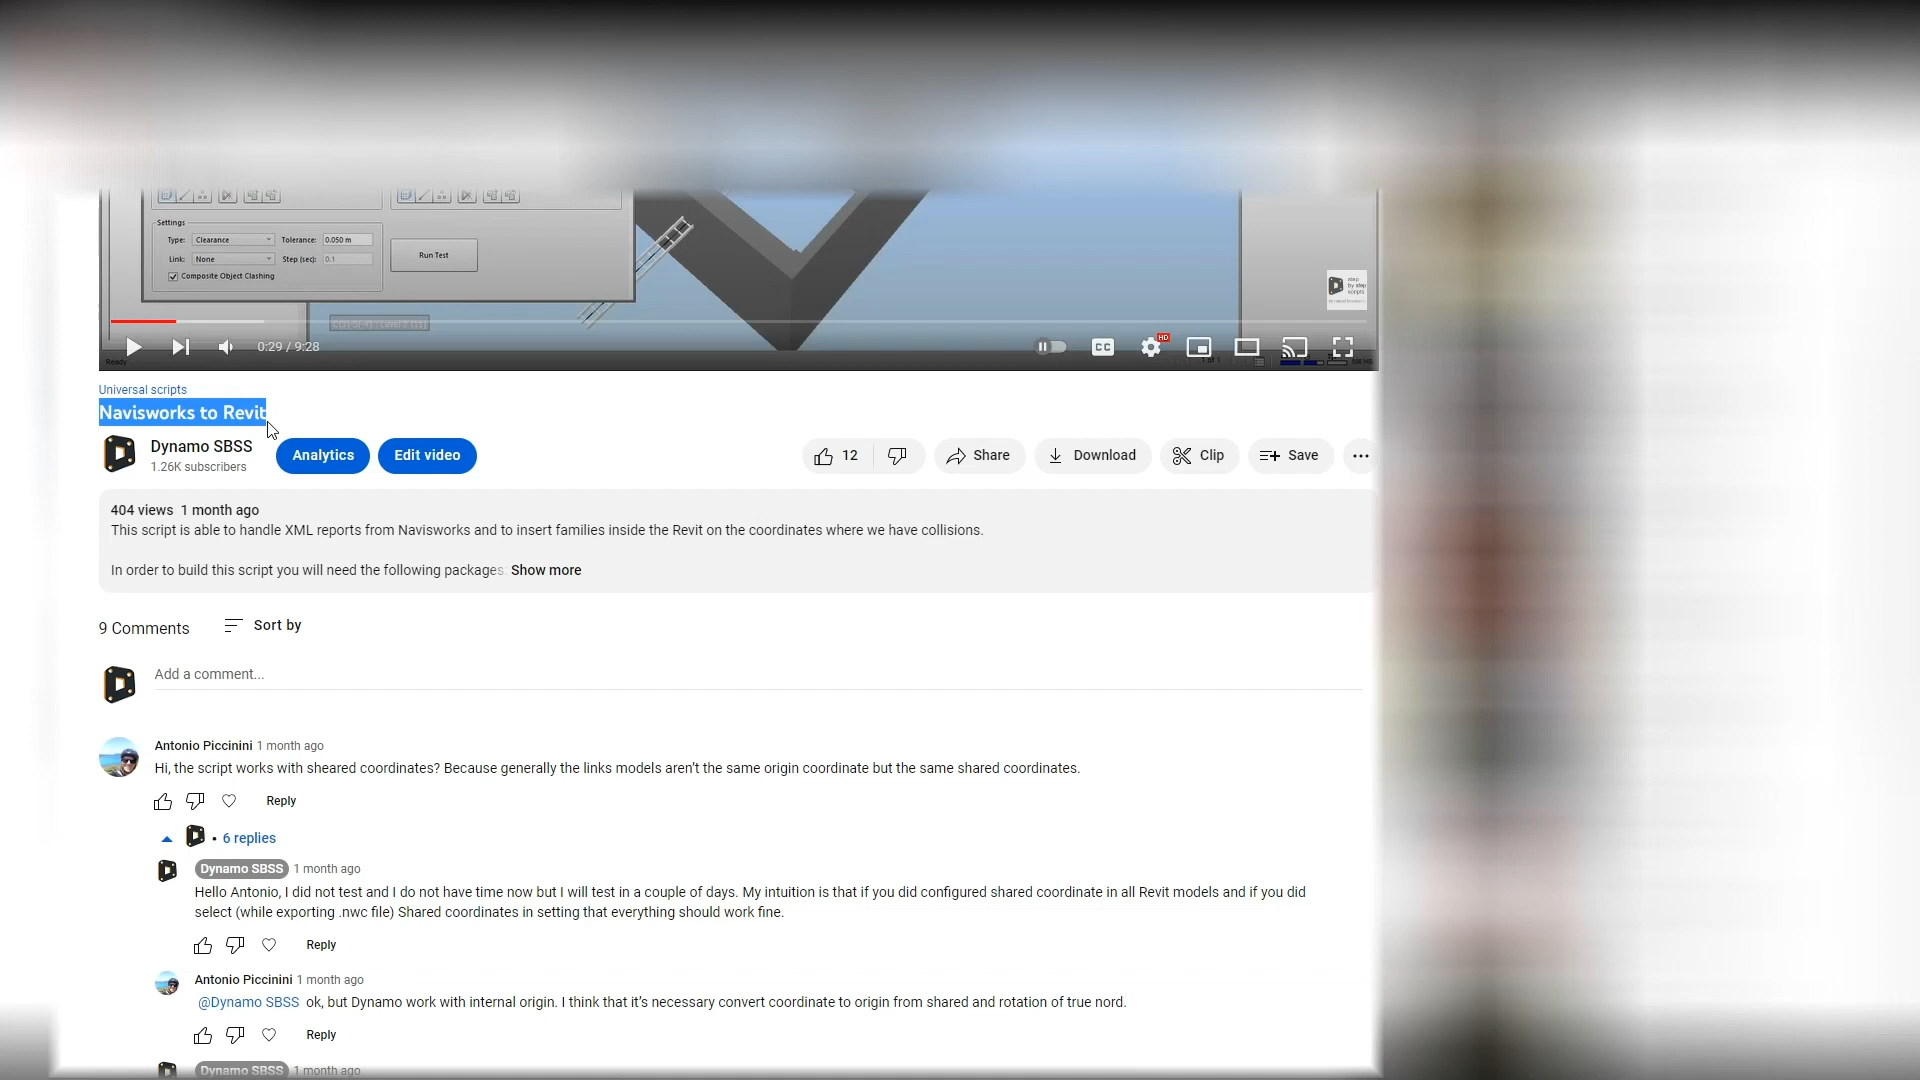 Settings
Type: Clearance Tolerance: 0.050 m
Link: None Step (sec): 0.1
Run Test
Composite Object Clashing
step
by step
scripts
0:29 / 9:28
CC
HD
Ready
Universal scripts
Navisworks to Revit
Dynamo SBSS
1.26K subscribers
Analytics
Edit video
12
Share
Download
Clip
Save
404 views 1 month ago
This script is able to handle XML reports from Navisworks and to insert families inside the Revit on the coordinates where we have collisions.
In order to build this script you will need the following packages: Show more
9 Comments
Sort by
Add a comment...
Antonio Piccinini 1 month ago
Hi, the script works with sheared coordinates? Because generally the links models aren't the same origin coordinate but the same shared coordinates.
Reply
• 6 replies
Dynamo SBSS 1 month ago
Hello Antonio, I did not test and I do not have time now but I will test in a couple of days. My intuition is that if you did configured shared coordinate in all Revit models and if you did
select (while exporting .nwc file) Shared coordinates in setting that everything should work fine.
Reply
Antonio Piccinini 1 month ago
@Dynamo SBSS ok, but Dynamo work with internal origin. I think that it's necessary convert coordinate to origin from shared and rotation of true nord.
Reply
Dynamo SBSS 1 month ago